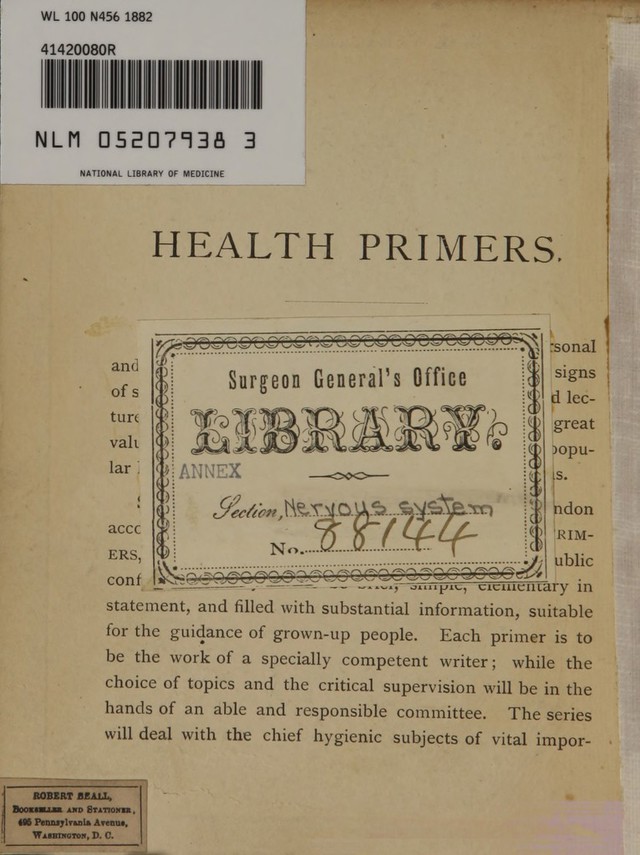 WL 100 N456 1882
41420080R
NLM 05207938 3
NATIONAL LIBRARY OF MEDICINE
HEALTH PRIMERS.
Surgeon General's Office
LIBRARY.
ANNEX
Section, Nervous system
No. 88144
sonal
and
signs
of s
d lec-
ture
great
valu
popu-
lar
s.
ndon
acco
RIM-
ERS,
ublic
conf be brief, simple, elementary in
statement, and filled with substantial information, suitable
for the guidance of grown-up people. Each primer is to
be the work of a specially competent writer; while the
choice of topics and the critical supervision will be in the
hands of an able and responsible committee. The series
will deal with the chief hygienic subjects of vital impor-
ROBERT BEALL,
BOOKSELLER AND STATIONER,
495 Pennsylvania Avenue,
WASHINGTON, D. C.